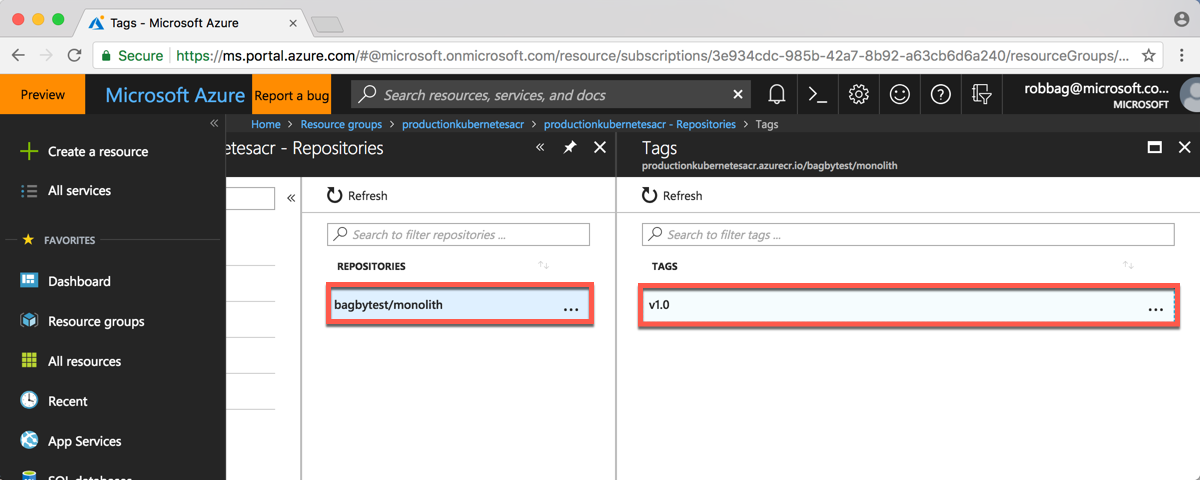 Tags - Microsoft Azure
Secure https://ms.portal.azure.com/#@microsoft.onmicrosoft.com/resource/subscriptions/3e934cdc-985b-42a7-8b92-a63cb6d6a240/resourceGroups/...
Preview Microsoft Azure Report a bug Search resources, services, and docs robbag@microsoft.co...
MICROSOFT
Home > Resource groups > productionkubernetesacr > productionkubernetesacr - Repositories > Tags
Create a resource
All services
FAVORITES
Dashboard
Resource groups
All resources
Recent
App Services
SQL databases
etesacr - Repositories
Refresh
Search to filter repositories ...
REPOSITORIES
bagbytest/monolith ...
Tags
productionkubernetesacr.azurecr.io/bagbytest/monolith
Refresh
Search to filter tags ...
TAGS
v1.0 ...